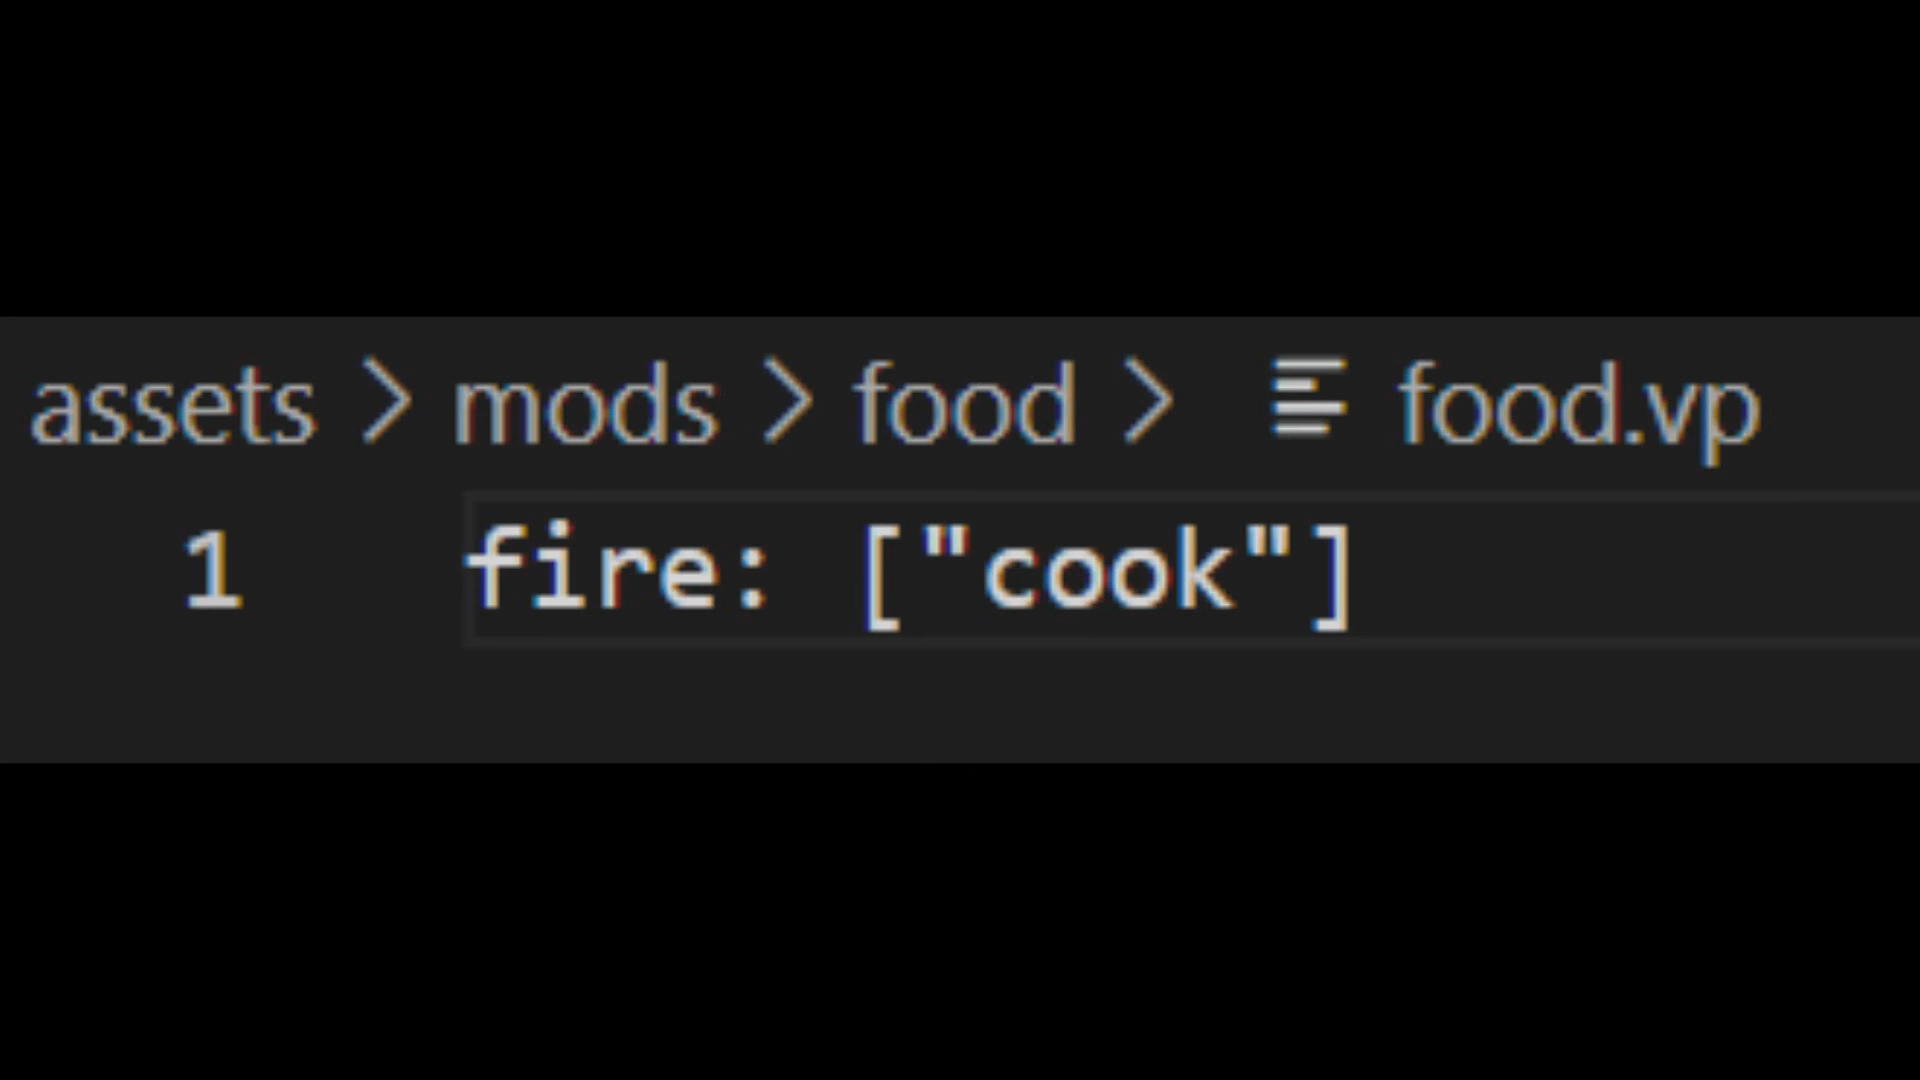 assets > mods > food > food.vp
1 fire: ["cook"]